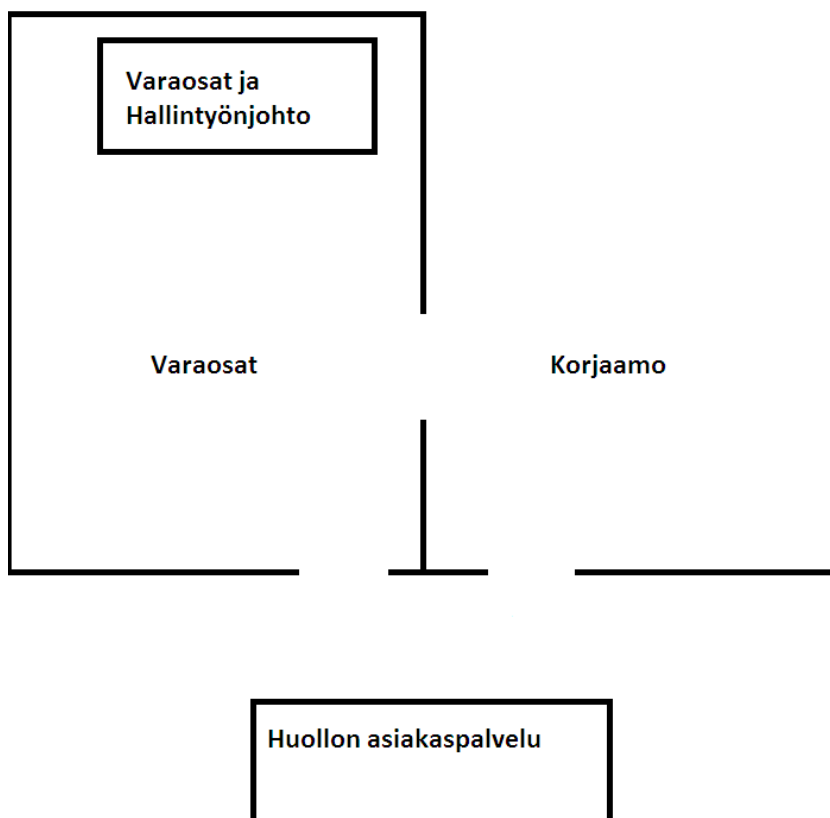 Varaosat ja
Hallintyönjohto
Varaosat
Korjaamo
Huollon asiakaspalvelu